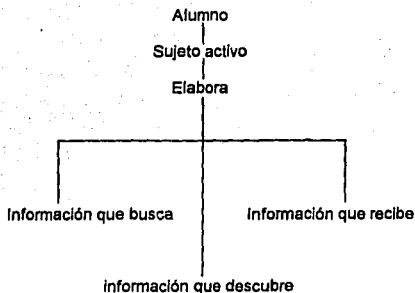 Alumno
Sujeto activo
Elabora
Información que busca
Información que recibe
información que descubre